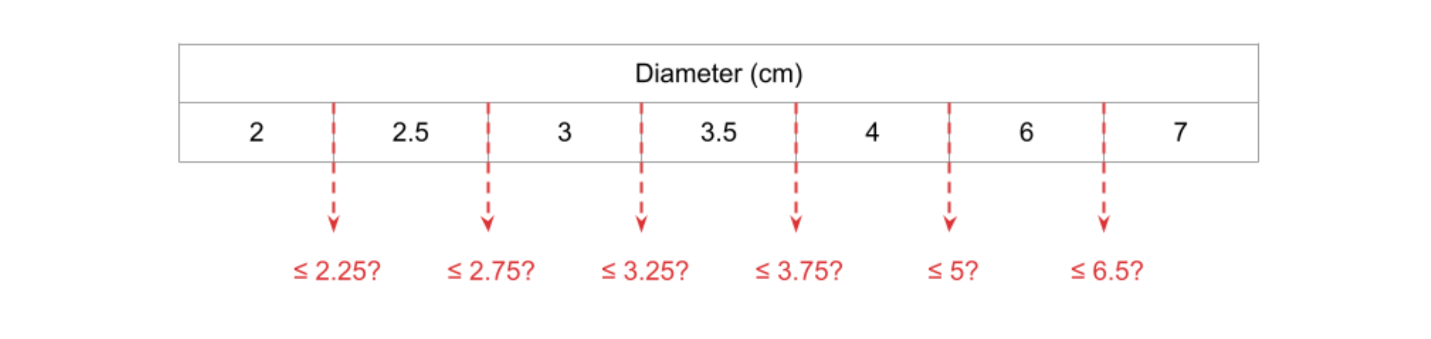 Diameter (cm)
2 2.5 3 3.5 4 6 7
≤ 2.25? ≤ 2.75? ≤ 3.25? ≤ 3.75? ≤ 5? ≤ 6.5?